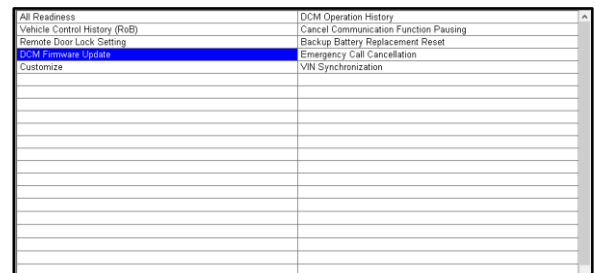 All Readiness
DCM Operation History
Vehicle Control History (RoB)
Cancel Communication Function Pausing
Remote Door Lock Setting
Backup Battery Replacement Reset
DCM Firmware Update
Emergency Call Cancellation
Customize
VIN Synchronization